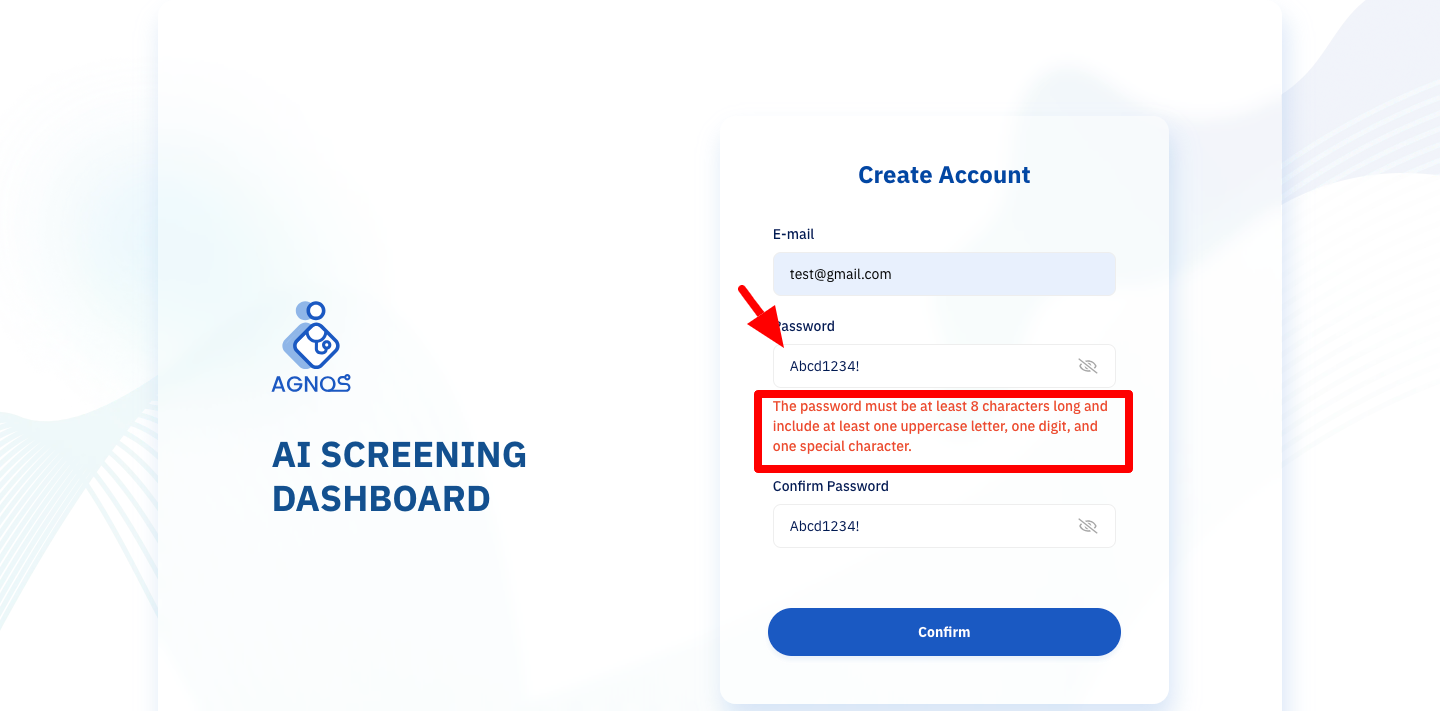 AGNOS
AI SCREENING
DASHBOARD
Create Account
E-mail
test@gmail.com
Password
Abcd1234!
The password must be at least 8 characters long and
include at least one uppercase letter, one digit, and
one special character.
Confirm Password
Abcd1234!
Confirm